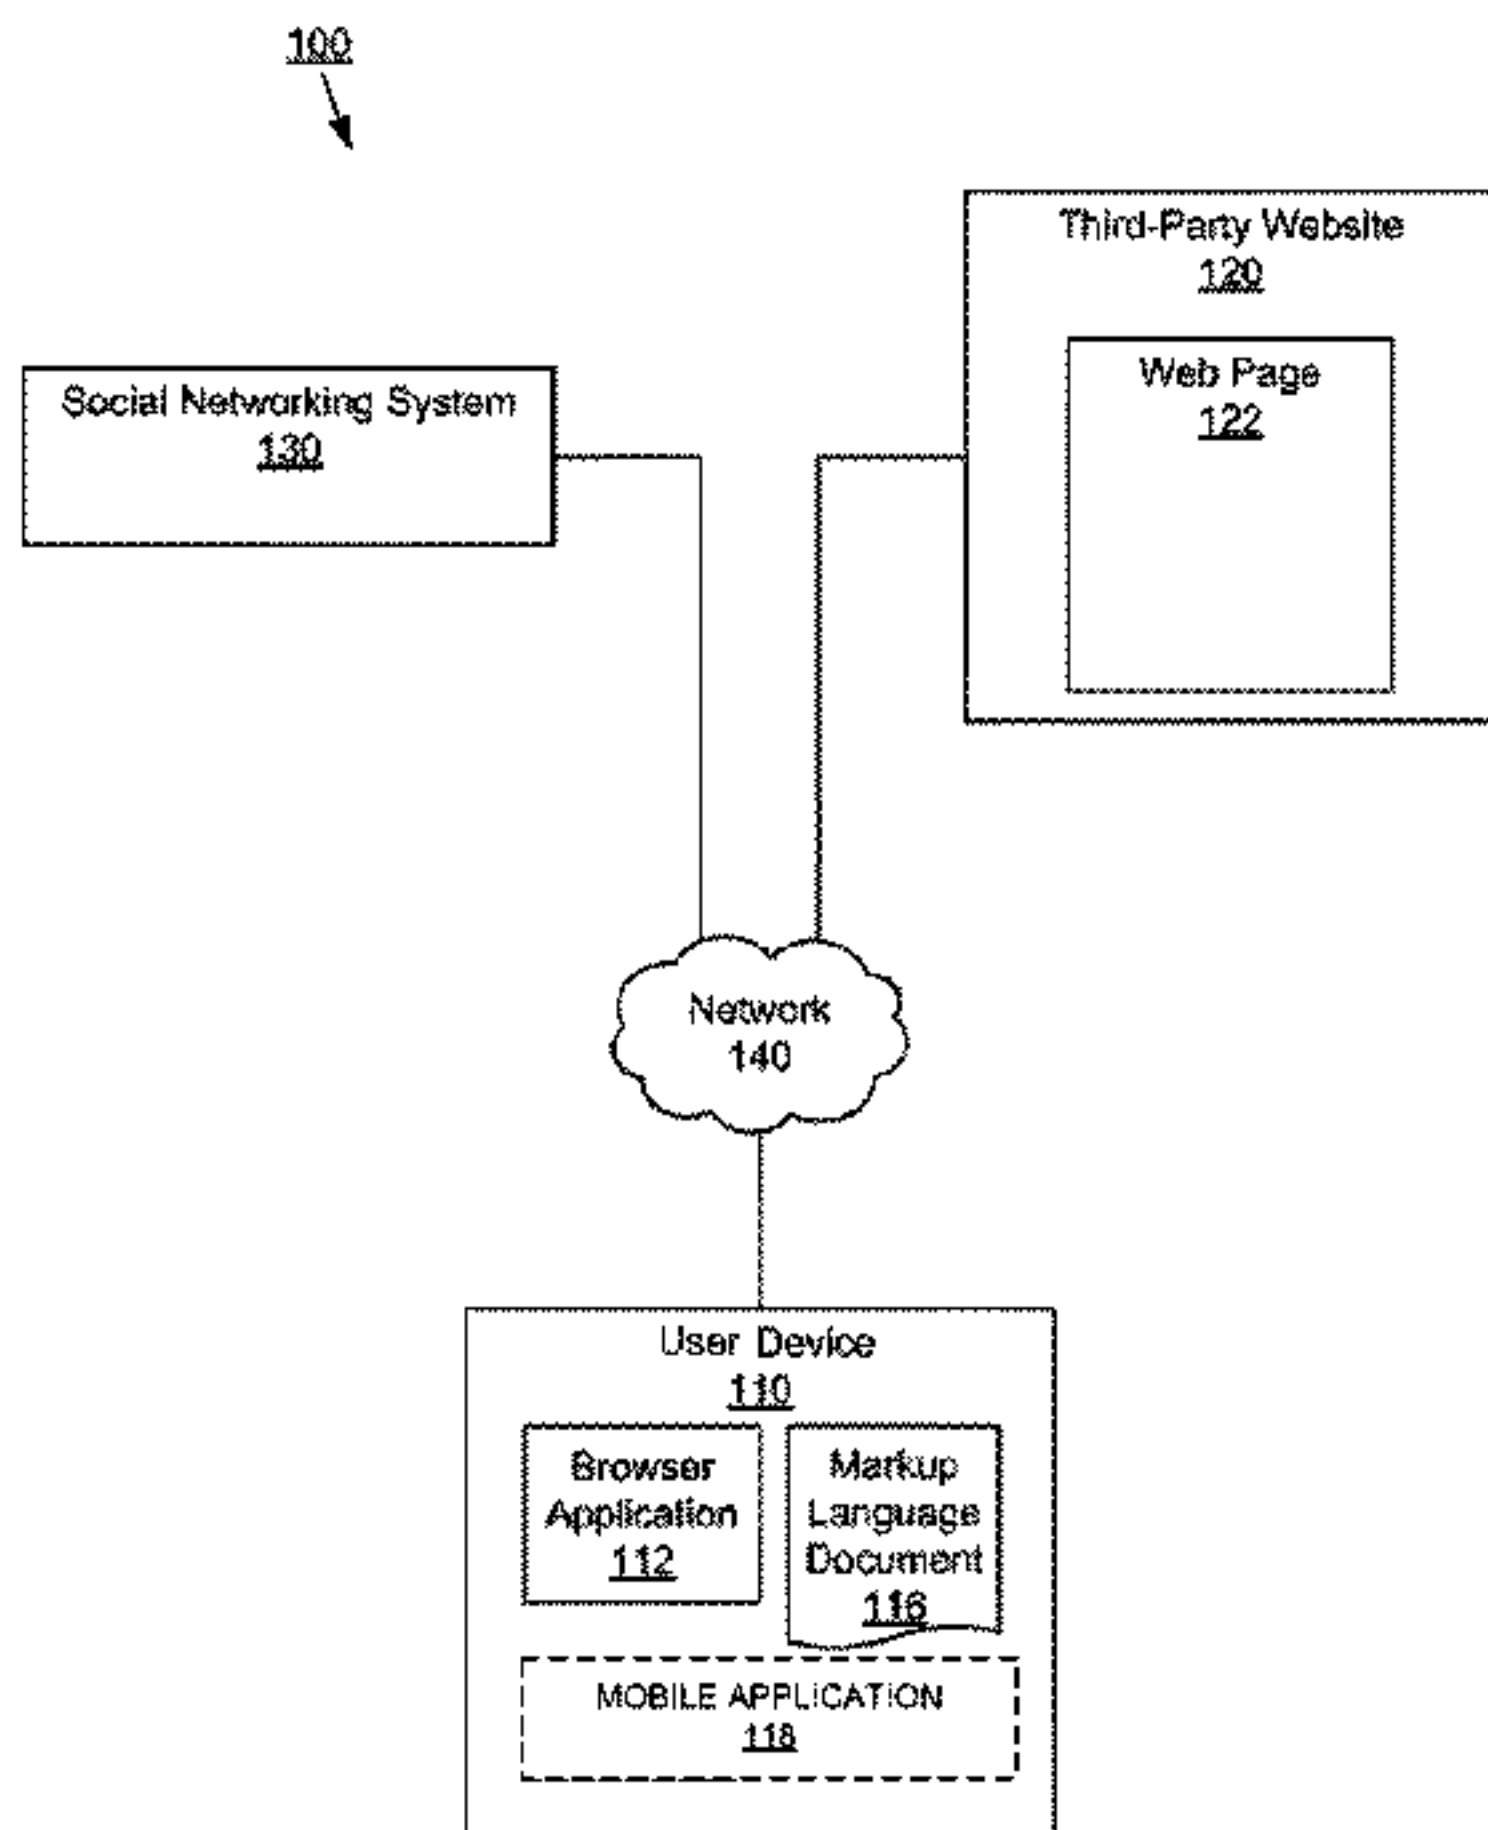 100
Third-Party Website
120
Web Page
122
Social Networking System
130
Network
140
User Device
110
Browser
Application
112
Markup
Language
Document
116
MOBILE APPLICATION
118